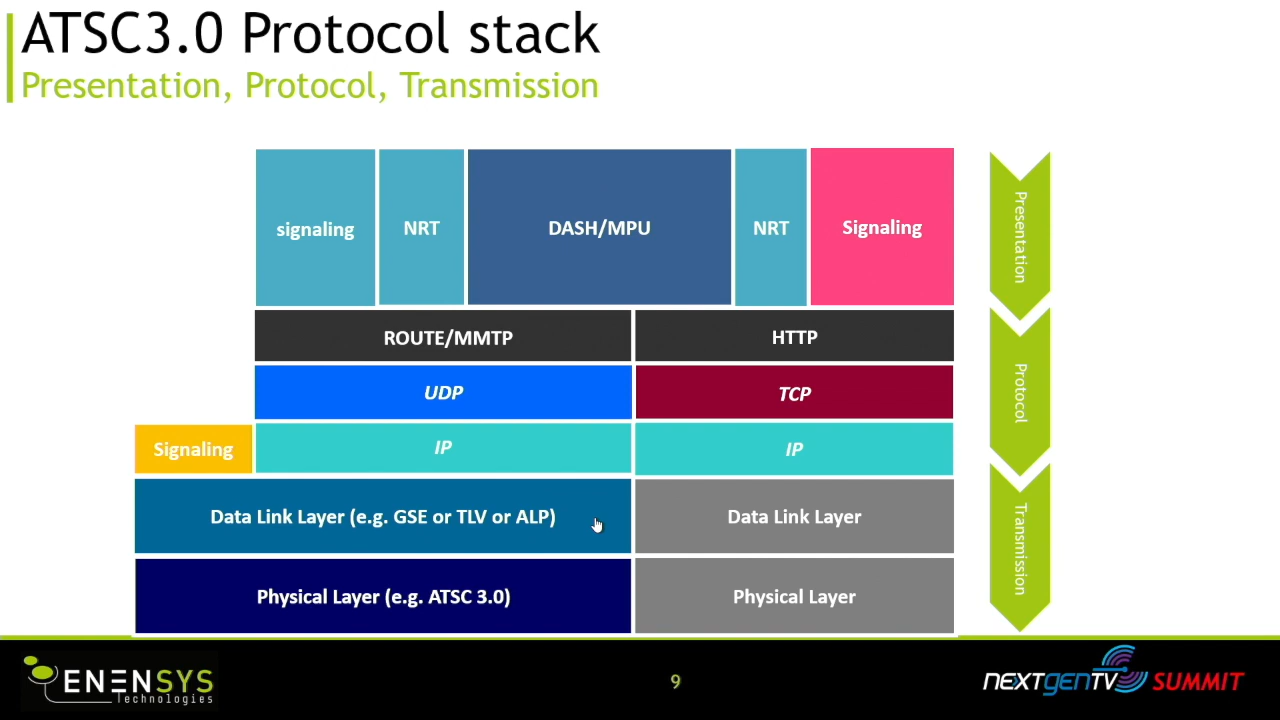 ATSC3.0 Protocol stack
Presentation, Protocol, Transmission
signaling
NRT
DASH/MPU
NRT
Signaling
Presentation
ROUTE/MMTP
HTTP
UDP
TCP
Protocol
Signaling
IP
IP
Data Link Layer (e.g. GSE or TLV or ALP)
Data Link Layer
Transmission
Physical Layer (e.g. ATSC 3.0)
Physical Layer
ENENSYS
Technologies
9
NEXTGENTV SUMMIT